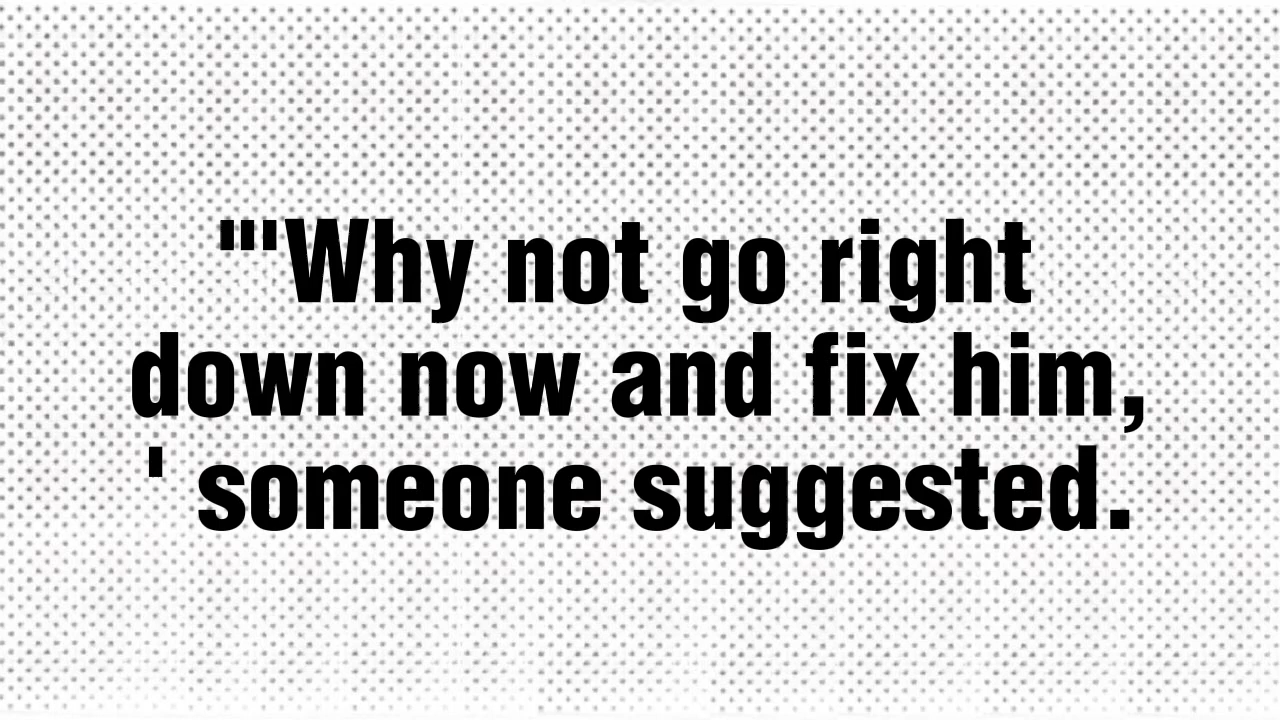 "'Why not go right
down now and fix him,
' someone suggested.